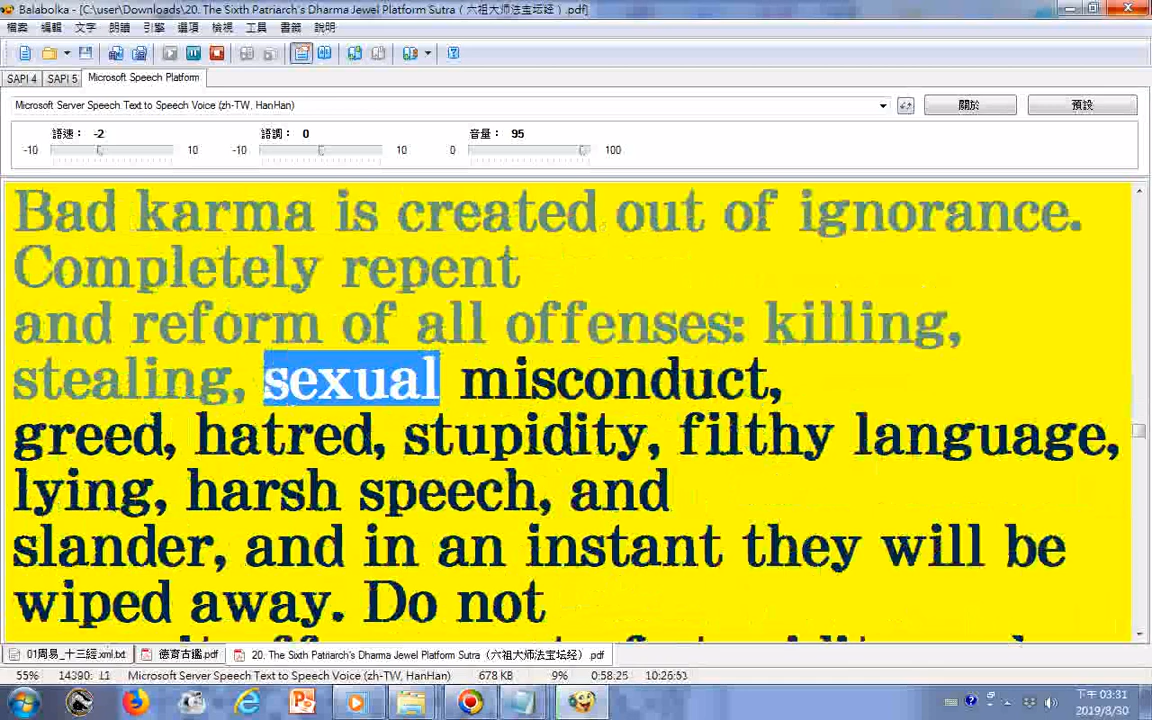 Balabolka - [C:\user\Downloads\20. The Sixth Patriarch's Dharma Jewel Platform Sutra（六祖大师法宝坛经）.pdf]
檔案 編輯 文字 朗讀 引擎 選項 檢視 工具 書籤 說明
SAPI 4 SAPI 5 Microsoft Speech Platform
Microsoft Server Speech Text to Speech Voice (zh-TW, HanHan) 關於 預設
語速： -2 語調： 0 音量： 95
-10 10 -10 10 0 100
Bad karma is created out of ignorance.
Completely repent
and reform of all offenses: killing,
stealing, sexual misconduct,
greed, hatred, stupidity, filthy language,
lying, harsh speech, and
slander, and in an instant they will be
wiped away. Do not
01周易_十三經.xml.txt 德育古鑑.pdf 20. The Sixth Patriarch's Dharma Jewel Platform Sutra（六祖大师法宝坛经）.pdf
55% 14390: 11 Microsoft Server Speech Text to Speech Voice (zh-TW, HanHan) 678 KB 9% 0:58.25 10:26:53
下午 03:31
2019/8/30